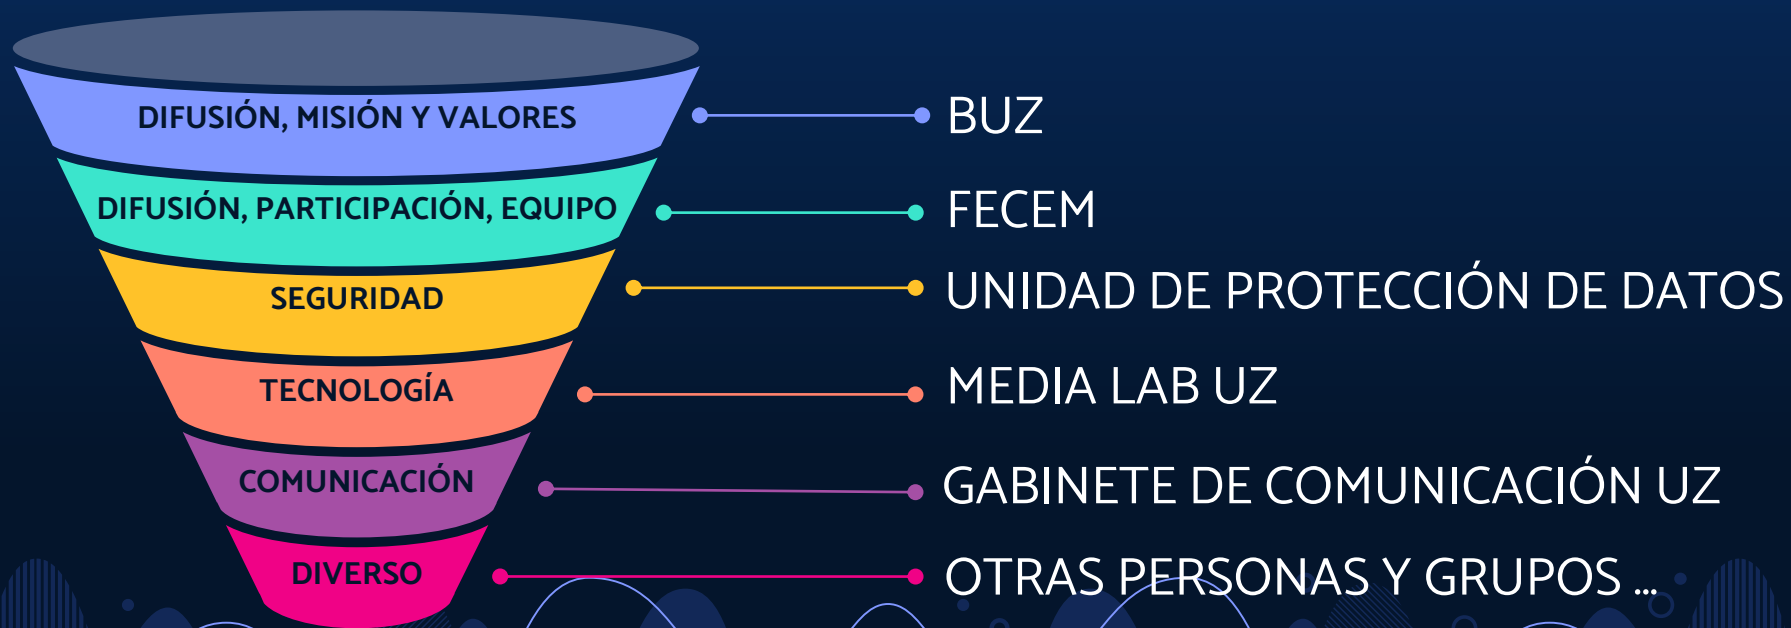 DIFUSIÓN, MISIÓN Y VALORES
BUZ
DIFUSIÓN, PARTICIPACIÓN, EQUIPO
FECEM
SEGURIDAD
UNIDAD DE PROTECCIÓN DE DATOS
TECNOLOGÍA
MEDIA LAB UZ
COMUNICACIÓN
GABINETE DE COMUNICACIÓN UZ
DIVERSO
OTRAS PERSONAS Y GRUPOS ...